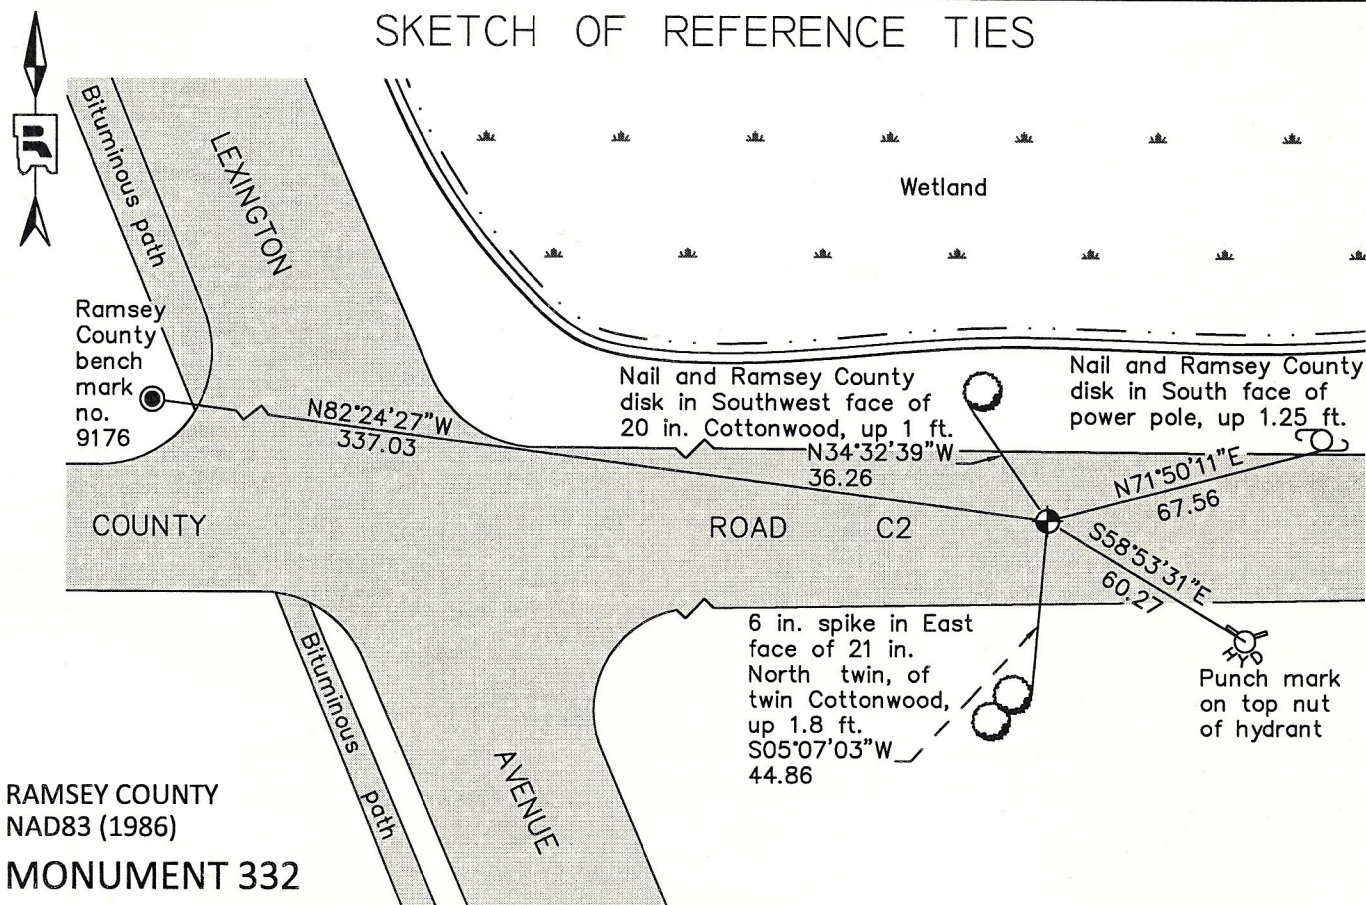 SKETCH OF REFERENCE TIES
R
Bituminous path
LEXINGTON
Wetland
Ramsey
County
bench
mark
no.
9176
N82°24'27"W
337.03
Nail and Ramsey County
disk in Southwest face of
20 in. Cottonwood, up 1 ft.
N34°32'39"W
36.26
Nail and Ramsey County
disk in South face of
power pole, up 1.25 ft.
N71°50'11"E
67.56
COUNTY ROAD C2
S58°53'31"E
60.27
HYD
Punch mark
on top nut
of hydrant
6 in. spike in East
face of 21 in.
North twin, of
twin Cottonwood,
up 1.8 ft.
S05°07'03"W
44.86
Bituminous path
AVENUE
RAMSEY COUNTY
NAD83 (1986)
MONUMENT 332